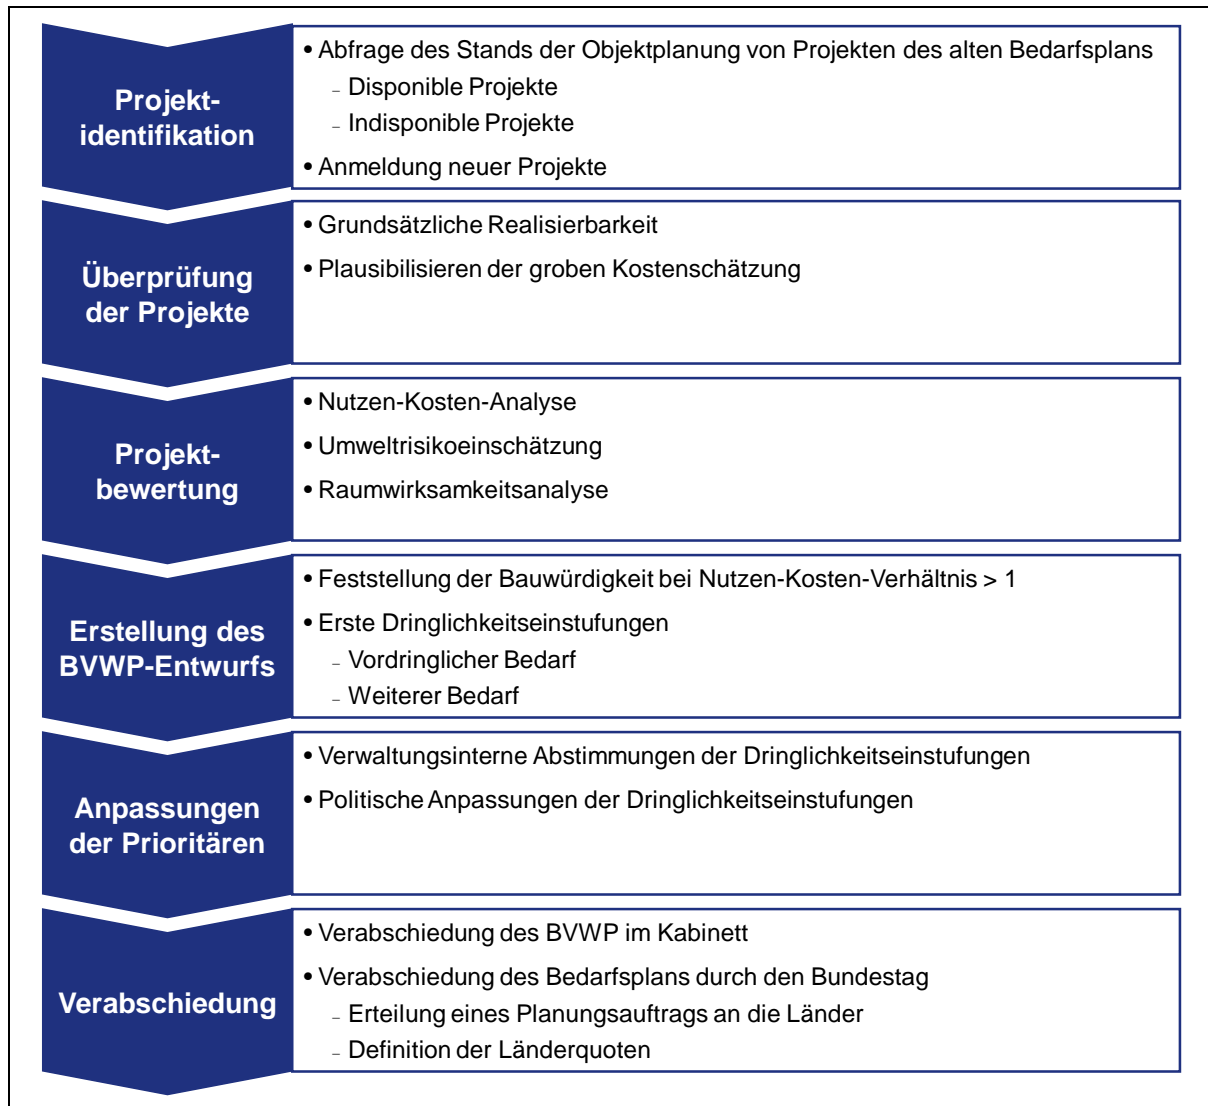 Projekt-
identifikation
• Abfrage des Stands der Objektplanung von Projekten des alten Bedarfsplans
– Disponible Projekte
– Indisponible Projekte
• Anmeldung neuer Projekte
Überprüfung
der Projekte
• Grundsätzliche Realisierbarkeit
• Plausibilisieren der groben Kostenschätzung
Projekt-
bewertung
• Nutzen-Kosten-Analyse
• Umweltrisikoeinschätzung
• Raumwirksamkeitsanalyse
Erstellung des
BVWP-Entwurfs
• Feststellung der Bauwürdigkeit bei Nutzen-Kosten-Verhältnis > 1
• Erste Dringlichkeitseinstufungen
– Vordringlicher Bedarf
– Weiterer Bedarf
Anpassungen
der Prioritären
• Verwaltungsinterne Abstimmungen der Dringlichkeitseinstufungen
• Politische Anpassungen der Dringlichkeitseinstufungen
Verabschiedung
• Verabschiedung des BVWP im Kabinett
• Verabschiedung des Bedarfsplans durch den Bundestag
– Erteilung eines Planungsauftrags an die Länder
– Definition der Länderquoten